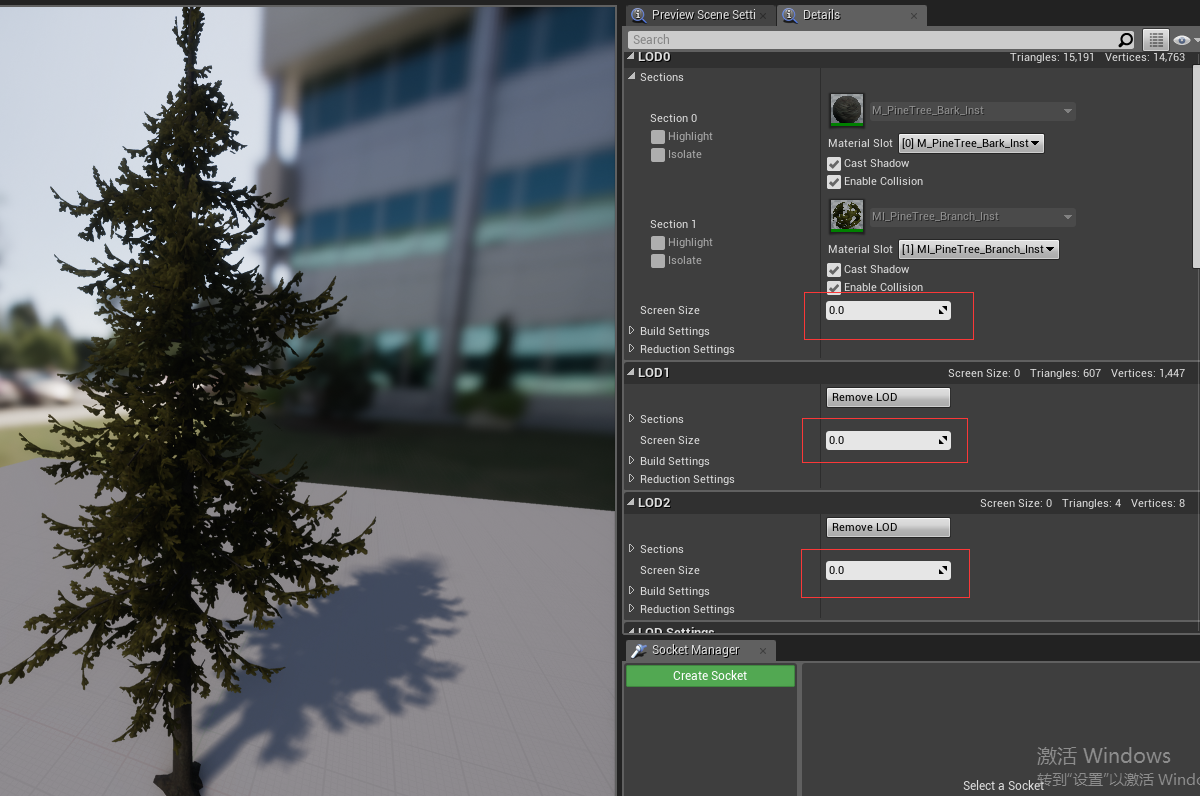 Preview Scene Setti
Details
Search
LOD0 Triangles: 15,191 Vertices: 14,763
Sections
M_PineTree_Bark_Inst
Section 0
Highlight
Isolate
Material Slot [0] M_PineTree_Bark_Inst
Cast Shadow
Enable Collision
MI_PineTree_Branch_Inst
Section 1
Highlight
Isolate
Material Slot [1] MI_PineTree_Branch_Inst
Cast Shadow
Enable Collision
Screen Size 0.0
Build Settings
Reduction Settings
LOD1 Screen Size: 0 Triangles: 607 Vertices: 1,447
Remove LOD
Sections
Screen Size 0.0
Build Settings
Reduction Settings
LOD2 Screen Size: 0 Triangles: 4 Vertices: 8
Remove LOD
Sections
Screen Size 0.0
Build Settings
Reduction Settings
LOD Settings
Socket Manager
Create Socket
激活 Windows
转到“设置”以激活 Windo
Select a Socket